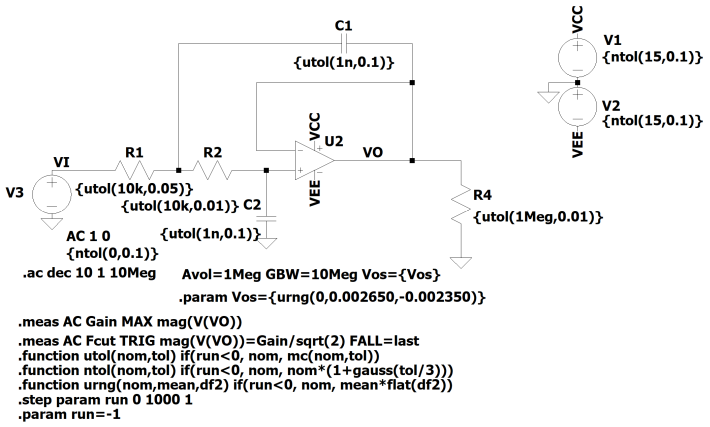 C1
{utol(1n,0.1)}
VCC
V1
{ntol(15,0.1)}
V2
{ntol(15,0.1)}
VEE
VCC
U2
VO
VEE
VI
R1
R2
V3
{utol(10k,0.05)}
{utol(10k,0.01)}
C2
{utol(1n,0.1)}
R4
{utol(1Meg,0.01)}
AC 1 0
{ntol(0,0.1)}
.ac dec 10 1 10Meg
Avol=1Meg GBW=10Meg Vos={Vos}
.param Vos={urng(0,0.002650,-0.002350)}
.meas AC Gain MAX mag(V(VO))
.meas AC Fcut TRIG mag(V(VO))=Gain/sqrt(2) FALL=last
.function utol(nom,tol) if(run<0, nom, mc(nom,tol))
.function ntol(nom,tol) if(run<0, nom, nom*(1+gauss(tol/3)))
.function urng(nom,mean,df2) if(run<0, nom, mean*flat(df2))
.step param run 0 1000 1
.param run=-1